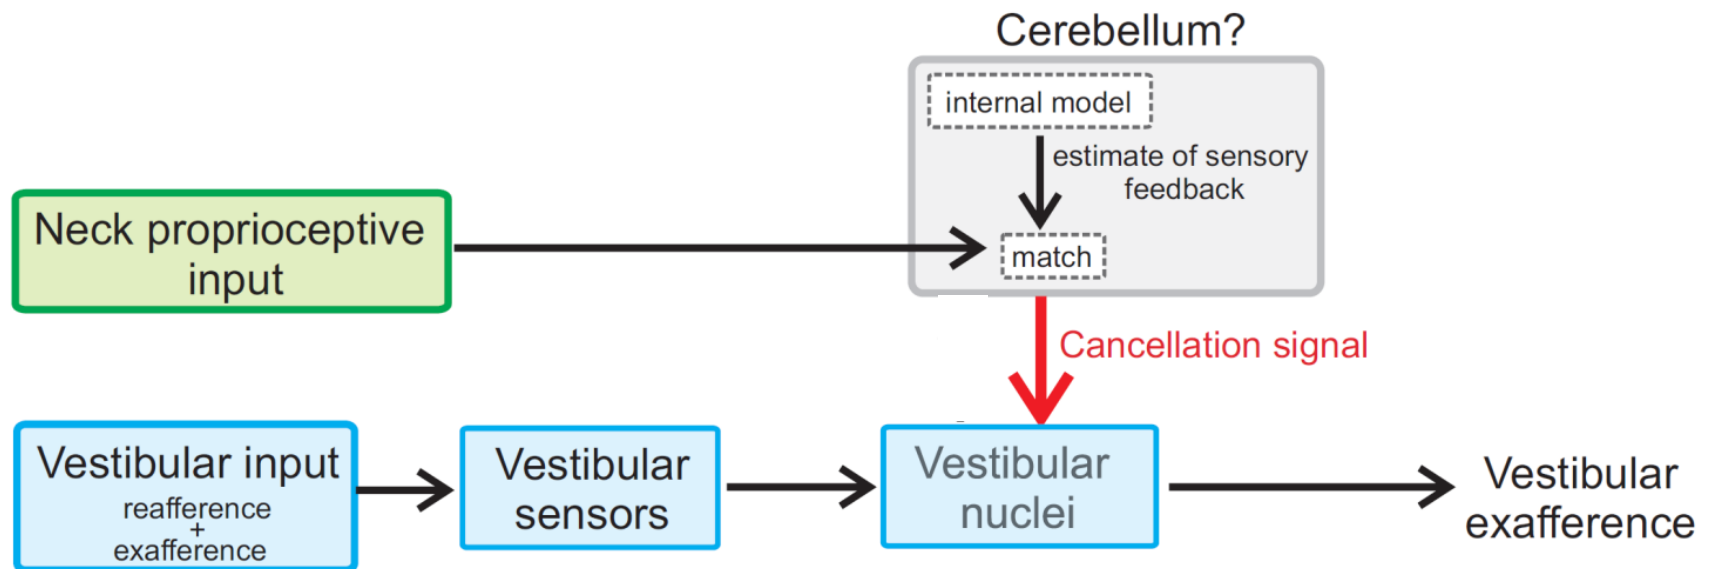 Cerebellum?
internal model
estimate of sensory
feedback
match
Neck proprioceptive
input
Cancellation signal
Vestibular input
reafference
+
exafference
Vestibular
sensors
Vestibular
nuclei
Vestibular
exafference